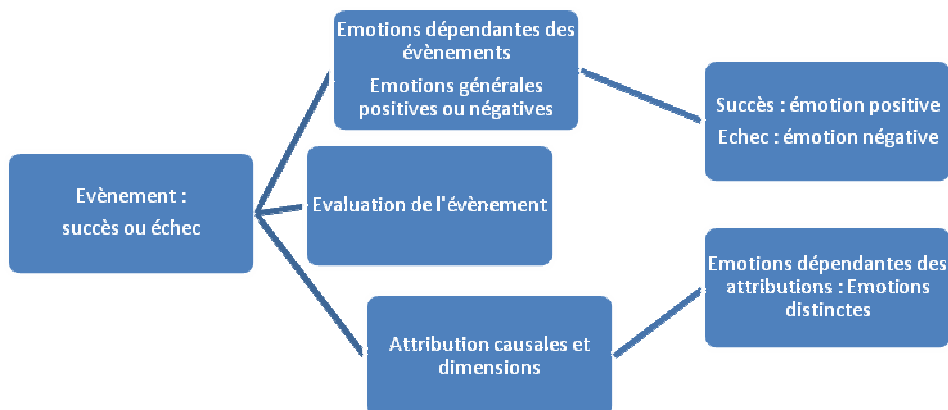 Emotions dépendantes des
évènements
Emotions générales
positives ou négatives
Succès : émotion positive
Echec : émotion négative
Evènement :
succès ou échec
Evaluation de l'évènement
Emotions dépendantes des
attributions : Emotions
distinctes
Attribution causales et
dimensions